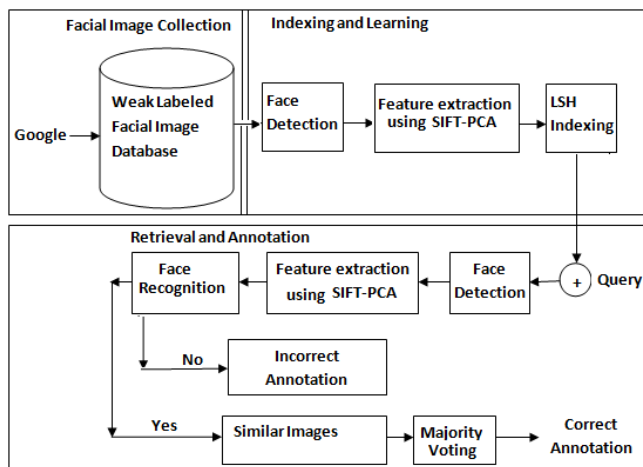 Facial Image Collection
Indexing and Learning
Google
Weak Labeled
Facial Image
Database
Face
Detection
Feature extraction
using SIFT-PCA
LSH
Indexing
Retrieval and Annotation
Face
Recognition
Feature extraction
using SIFT-PCA
Face
Detection
+
Query
No
Incorrect
Annotation
Yes
Similar Images
Majority
Voting
Correct
Annotation